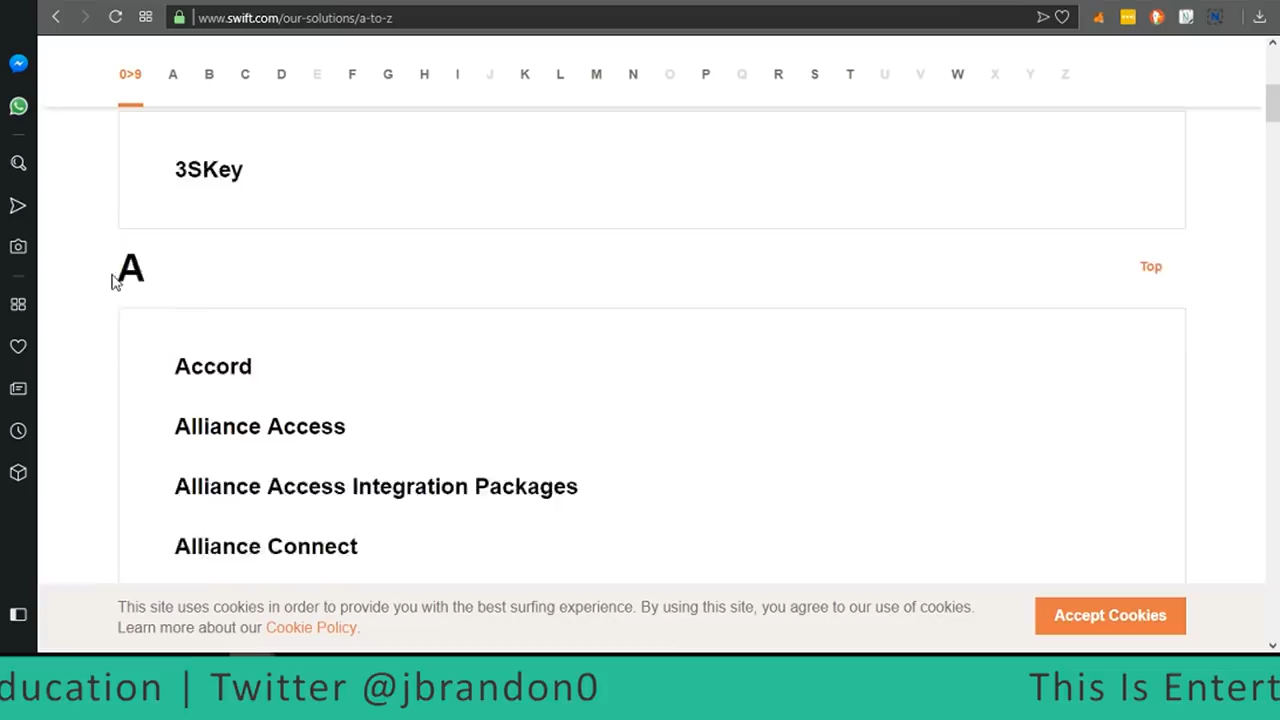 www.swift.com/our-solutions/a-to-z
0>9 A B C D E F G H I J K L M N O P Q R S T U V W X Y Z
3SKey
A
Top
Accord
Alliance Access
Alliance Access Integration Packages
Alliance Connect
This site uses cookies in order to provide you with the best surfing experience. By using this site, you agree to our use of cookies.
Learn more about our Cookie Policy.
Accept Cookies
ducation | Twitter @jbrandon0 This Is Entert